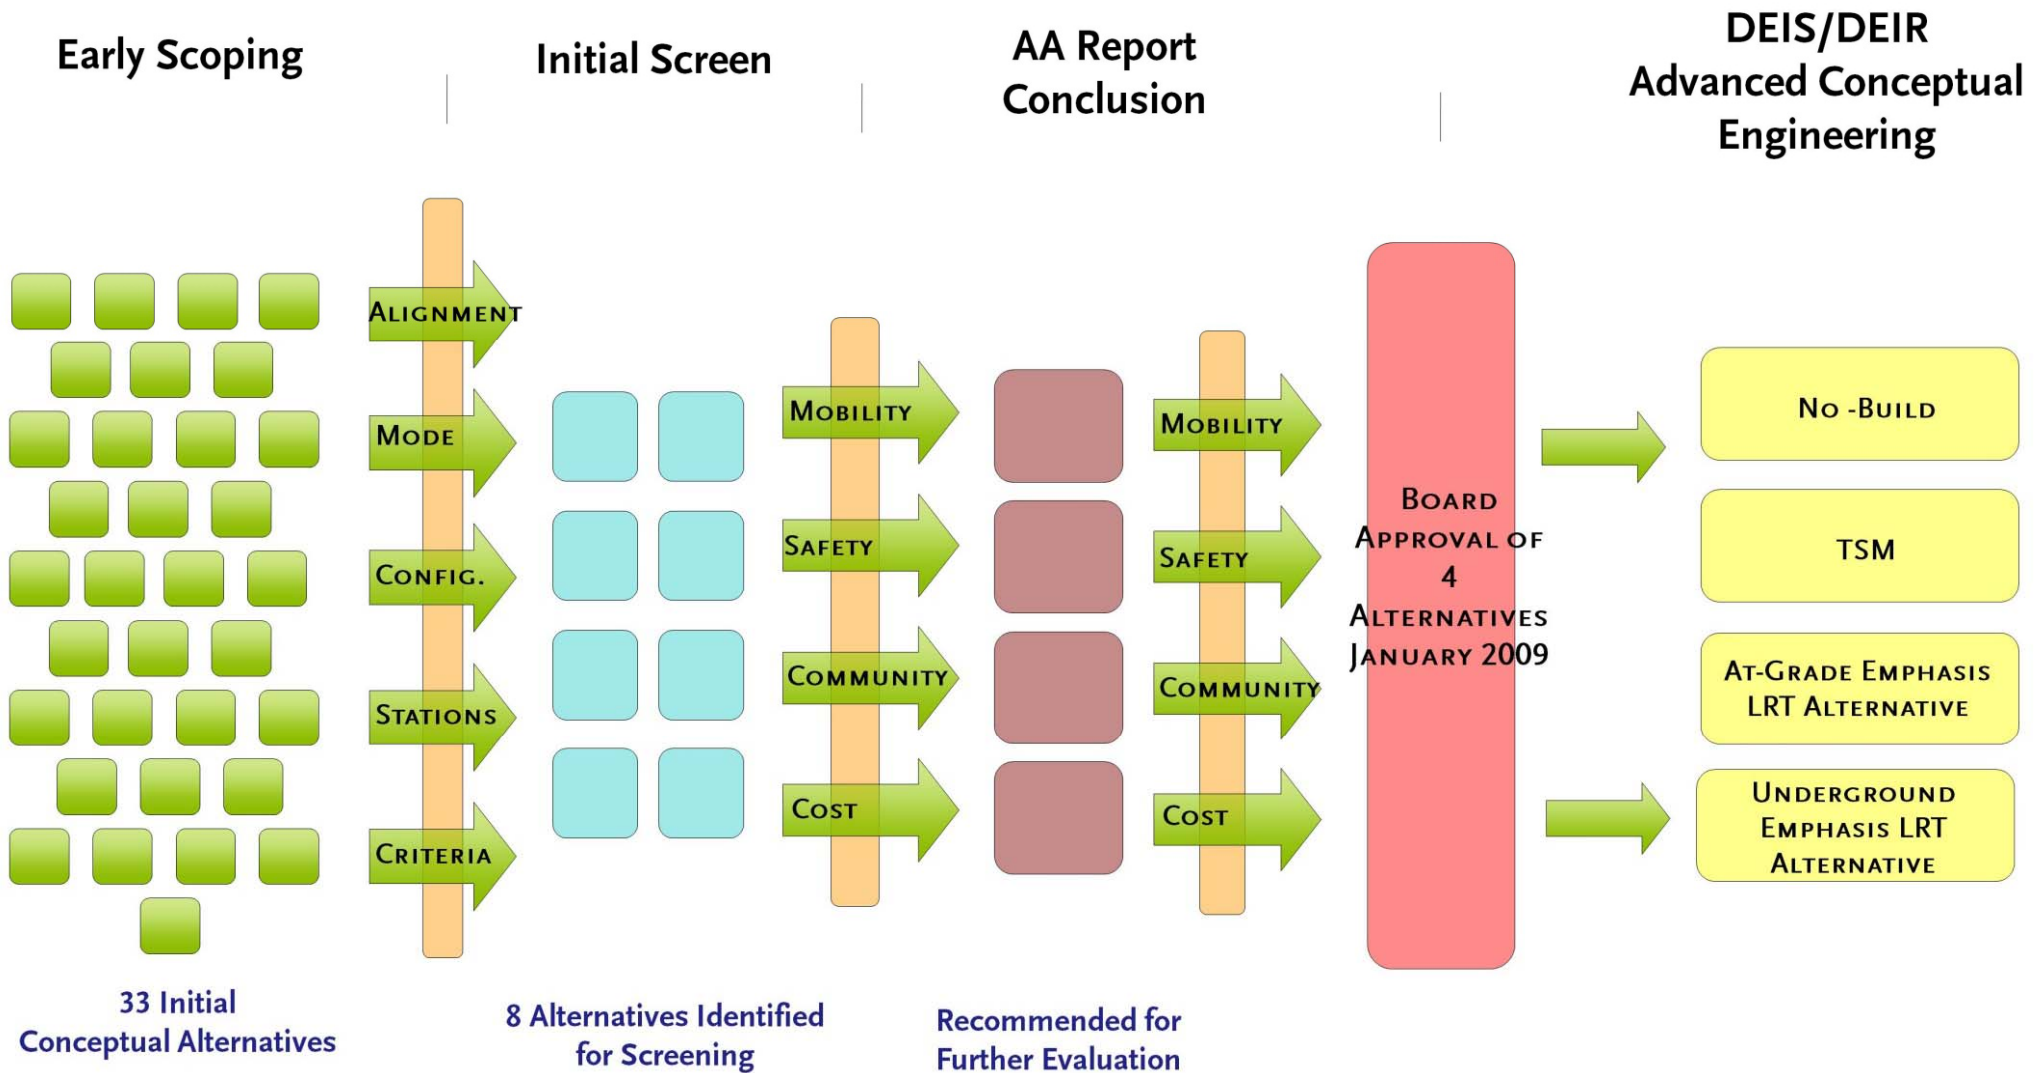 Early Scoping
Initial Screen
AA Report
Conclusion
DEIS/DEIR
Advanced Conceptual
Engineering
ALIGNMENT
MODE
CONFIG.
STATIONS
CRITERIA
MOBILITY
SAFETY
COMMUNITY
COST
MOBILITY
SAFETY
COMMUNITY
COST
BOARD
APPROVAL OF
4
ALTERNATIVES
JANUARY 2009
NO -BUILD
TSM
AT-GRADE EMPHASIS
LRT ALTERNATIVE
UNDERGROUND
EMPHASIS LRT
ALTERNATIVE
33 Initial
Conceptual Alternatives
8 Alternatives Identified
for Screening
Recommended for
Further Evaluation